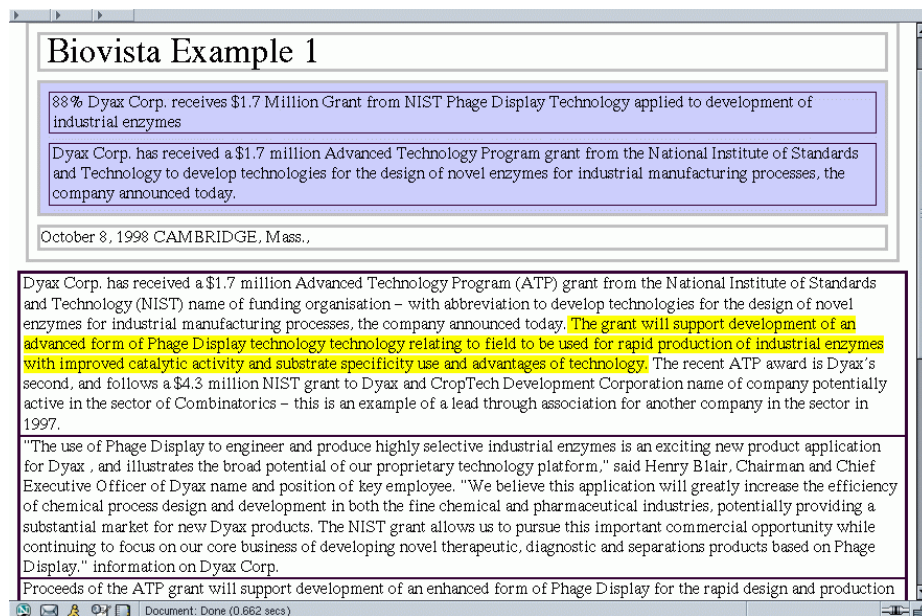 Biovista Example 1
88% Dyax Corp. receives $1.7 Million Grant from NIST Phage Display Technology applied to development of
industrial enzymes
Dyax Corp. has received a $1.7 million Advanced Technology Program grant from the National Institute of Standards
and Technology to develop technologies for the design of novel enzymes for industrial manufacturing processes, the
company announced today.
October 8, 1998 CAMBRIDGE, Mass.,
Dyax Corp. has received a $1.7 million Advanced Technology Program (ATP) grant from the National Institute of Standards
and Technology (NIST) name of funding organisation – with abbreviation to develop technologies for the design of novel
enzymes for industrial manufacturing processes, the company announced today. The grant will support development of an
advanced form of Phage Display technology technology relating to field to be used for rapid production of industrial enzymes
with improved catalytic activity and substrate specificity use and advantages of technology. The recent ATP award is Dyax's
second, and follows a $4.3 million NIST grant to Dyax and CropTech Development Corporation name of company potentially
active in the sector of Combinatorics – this is an example of a lead through association for another company in the sector in
1997.
"The use of Phage Display to engineer and produce highly selective industrial enzymes is an exciting new product application
for Dyax , and illustrates the broad potential of our proprietary technology platform," said Henry Blair, Chairman and Chief
Executive Officer of Dyax name and position of key employee. "We believe this application will greatly increase the efficiency
of chemical process design and development in both the fine chemical and pharmaceutical industries, potentially providing a
substantial market for new Dyax products. The NIST grant allows us to pursue this important commercial opportunity while
continuing to focus on our core business of developing novel therapeutic, diagnostic and separations products based on Phage
Display." information on Dyax Corp.
Proceeds of the ATP grant will support development of an enhanced form of Phage Display for the rapid design and production
Document: Done (0.662 secs)